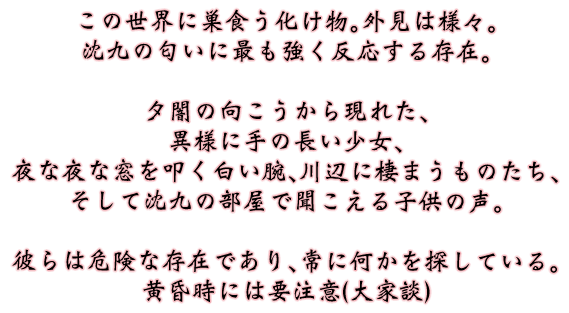 この世界に巣食う化け物。外見は様々。
沈九の匂いに最も強く反応する存在。
夕闇の向こうから現れた、
異様に手の長い少女、
夜な夜な窓を叩く白い腕、川辺に棲まうものたち、
そして沈九の部屋で聞こえる子供の声。
彼らは危険な存在であり、常に何かを探している。
黄昏時には要注意(大家談)